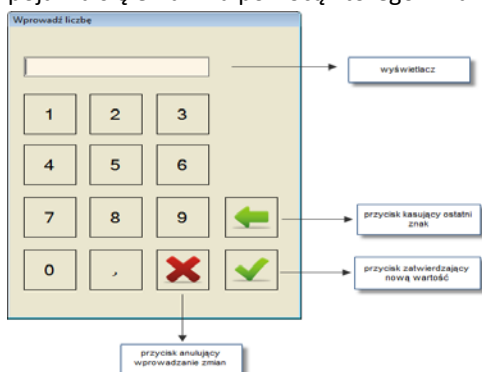 Wprowadź liczbę
wyświetlacz
1 2 3
4 5 6
7 8 9
przycisk kasujący ostatni
znak
0 ,
przycisk zatwierdzający
nową wartość
przycisk anulujący
wprowadzanie zmian